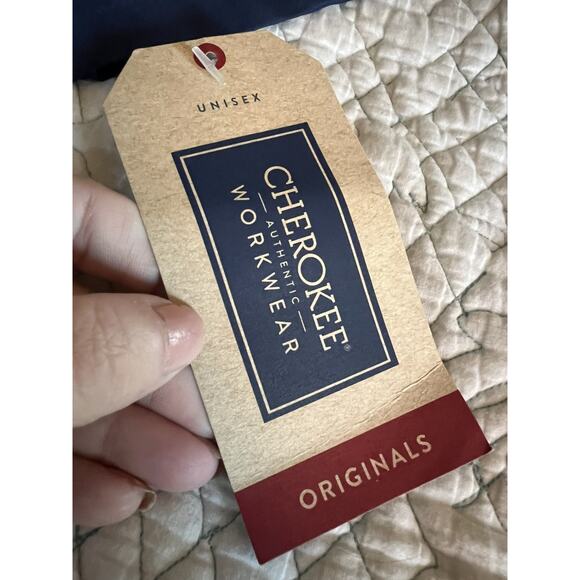 UNISEX
CHEROKEE®
AUTHENTIC
WORKWEAR
ORIGINALS